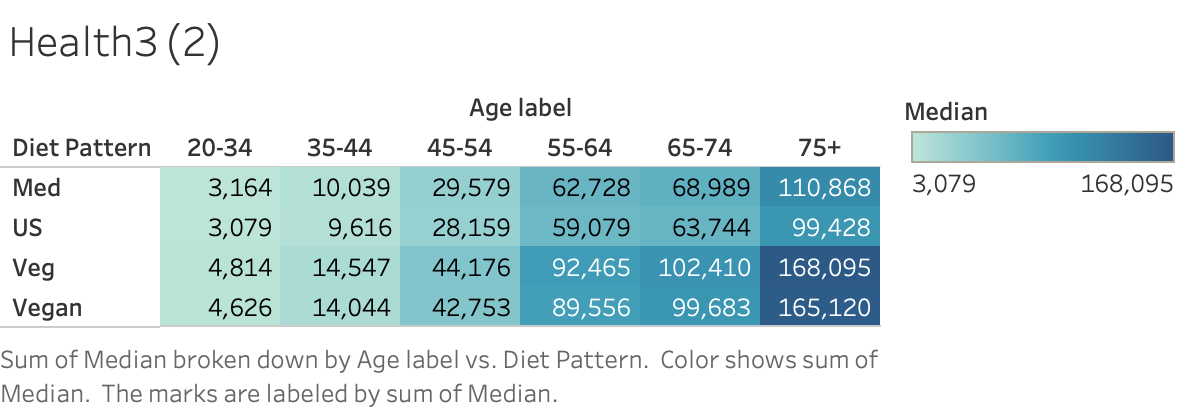 Health3 (2)
Age label
Diet Pattern 20-34 35-44 45-54 55-64 65-74 75+
Med 3,164 10,039 29,579 62,728 68,989 110,868
US 3,079 9,616 28,159 59,079 63,744 99,428
Veg 4,814 14,547 44,176 92,465 102,410 168,095
Vegan 4,626 14,044 42,753 89,556 99,683 165,120
Median
3,079 168,095
Sum of Median broken down by Age label vs. Diet Pattern.  Color shows sum of
Median.  The marks are labeled by sum of Median.